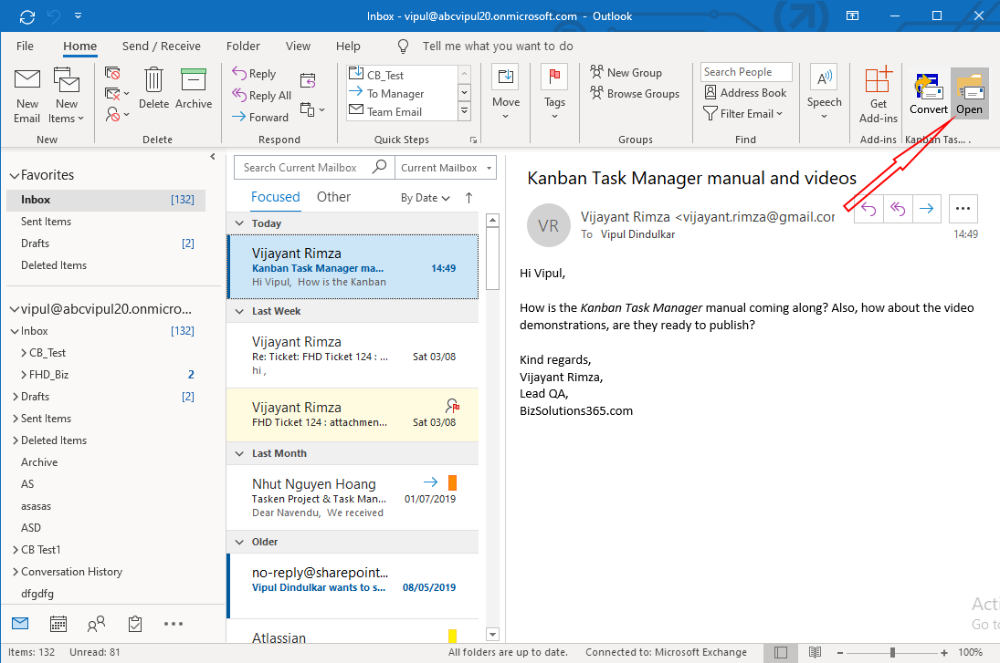 Inbox - vipul@abcvipul20.onmicrosoft.com - Outlook
File Home Send / Receive Folder View Help Tell me what you want to do
New Email
New Items
New
Delete
Archive
Delete
Reply
Reply All
Forward
Respond
CB_Test
To Manager
Team Email
Quick Steps
Move
Tags
New Group
Browse Groups
Groups
Search People
Address Book
Filter Email
Find
Speech
Get Add-ins
Add-ins
Convert
Open
Kanban Tas...
Favorites
Inbox [132]
Sent Items
Drafts [2]
Deleted Items
vipul@abcvipul20.onmicro...
Inbox [132]
CB_Test
FHD_Biz 2
Drafts [2]
Sent Items
Deleted Items
Archive
AS
asasas
ASD
CB Test1
Conversation History
dfgdfg
Search Current Mailbox Current Mailbox
Focused Other By Date
Today
Vijayant Rimza
Kanban Task Manager ma... 14:49
Hi Vipul, How is the Kanban
Last Week
Vijayant Rimza
Re: Ticket: FHD Ticket 124 : ... Sat 03/08
hi ,
Vijayant Rimza
FHD Ticket 124 : attachmen... Sat 03/08
Last Month
Nhut Nguyen Hoang
Tasken Project & Task Man... 01/07/2019
Dear Navendu, We received
Older
no-reply@sharepoint...
Vipul Dindulkar wants to s... 08/05/2019
Atlassian
Kanban Task Manager manual and videos
VR
Vijayant Rimza <vijayant.rimza@gmail.cor
To Vipul Dindulkar 14:49
Hi Vipul,
How is the Kanban Task Manager manual coming along? Also, how about the video
demonstrations, are they ready to publish?
Kind regards,
Vijayant Rimza,
Lead QA,
BizSolutions365.com
Acti
Go to
Items: 132 Unread: 81 All folders are up to date. Connected to: Microsoft Exchange 100%